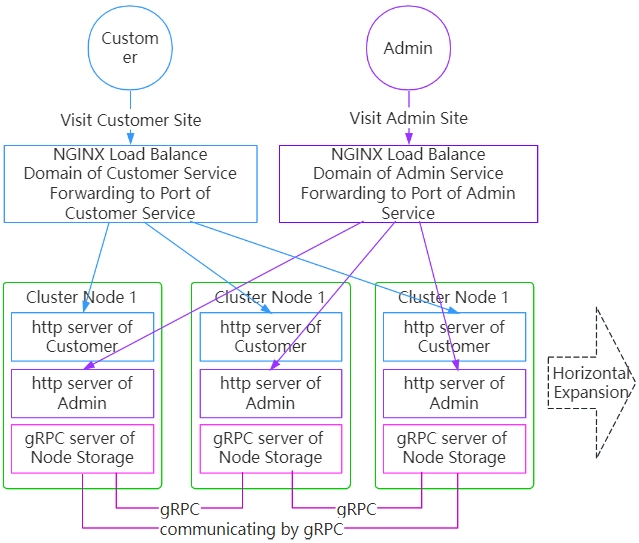 Custom
er
Admin
Visit Customer Site
Visit Admin Site
NGINX Load Balance
Domain of Customer Service
Forwarding to Port of
Customer Service
NGINX Load Balance
Domain of Admin Service
Forwarding to Port of Admin
Service
Cluster Node 1
http server of
Customer
http server of
Admin
gRPC server of
Node Storage
Cluster Node 1
http server of
Customer
http server of
Admin
gRPC server of
Node Storage
Cluster Node 1
http server of
Customer
http server of
Admin
gRPC server of
Node Storage
Horizontal
Expansion
gRPC
gRPC
communicating by gRPC